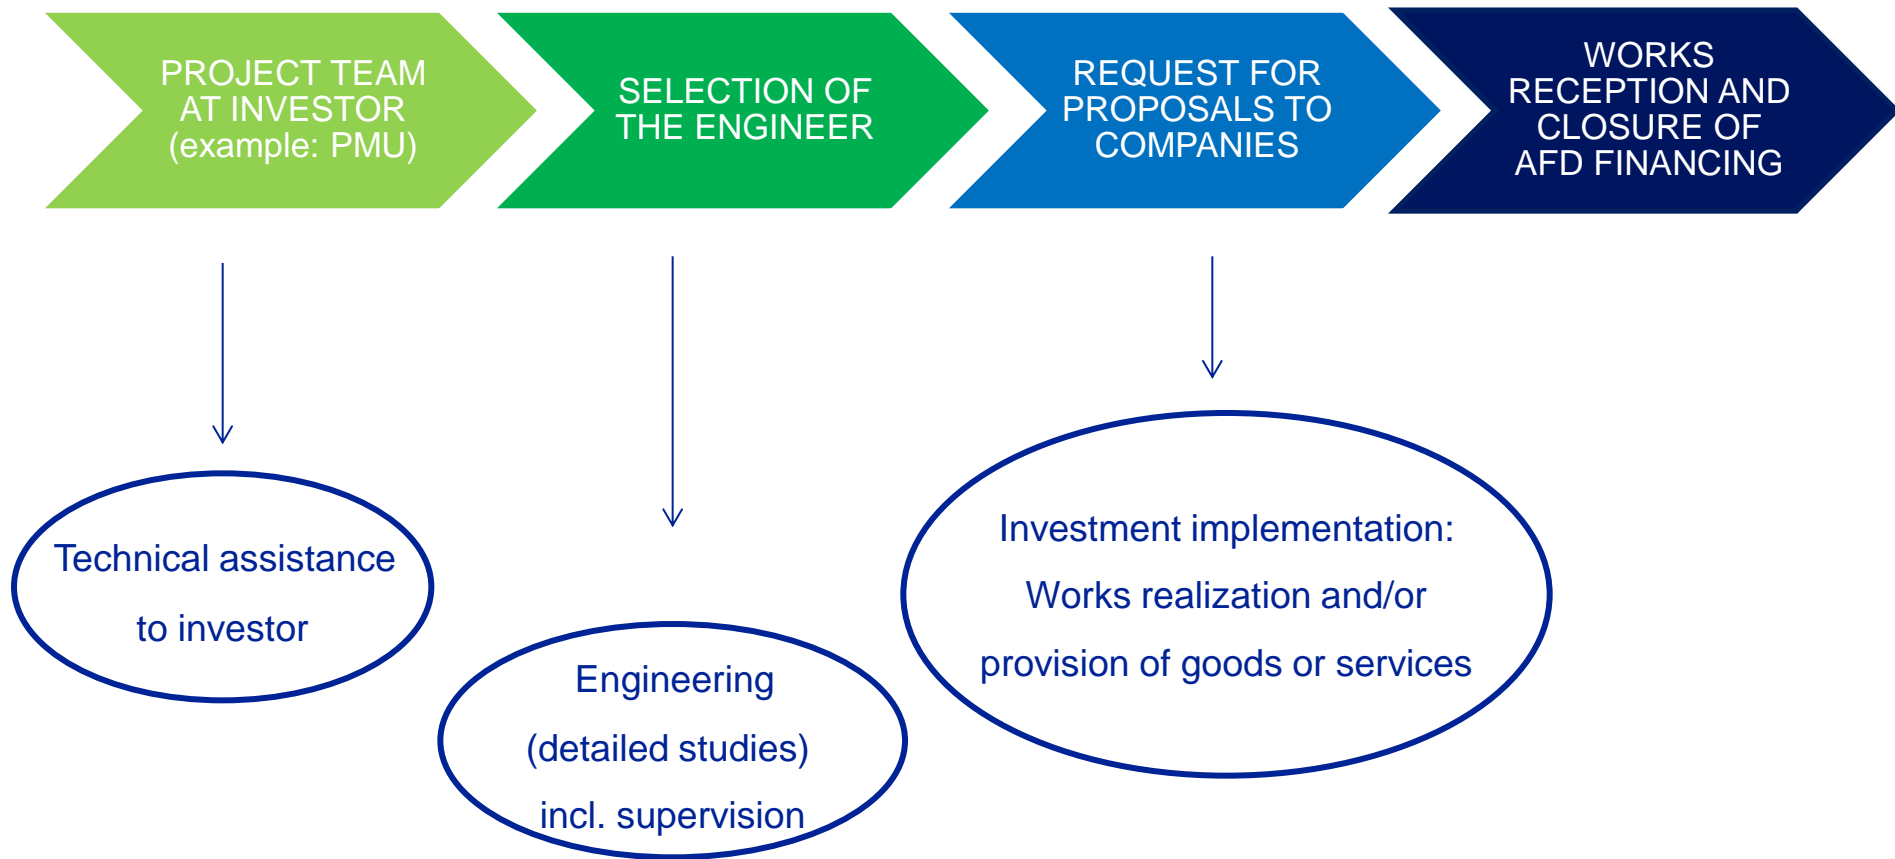 PROJECT TEAM
AT INVESTOR
(example: PMU)
SELECTION OF
THE ENGINEER
REQUEST FOR
PROPOSALS TO
COMPANIES
WORKS
RECEPTION AND
CLOSURE OF
AFD FINANCING
Technical assistance
to investor
Engineering
(detailed studies)
incl. supervision
Investment implementation:
Works realization and/or
provision of goods or services